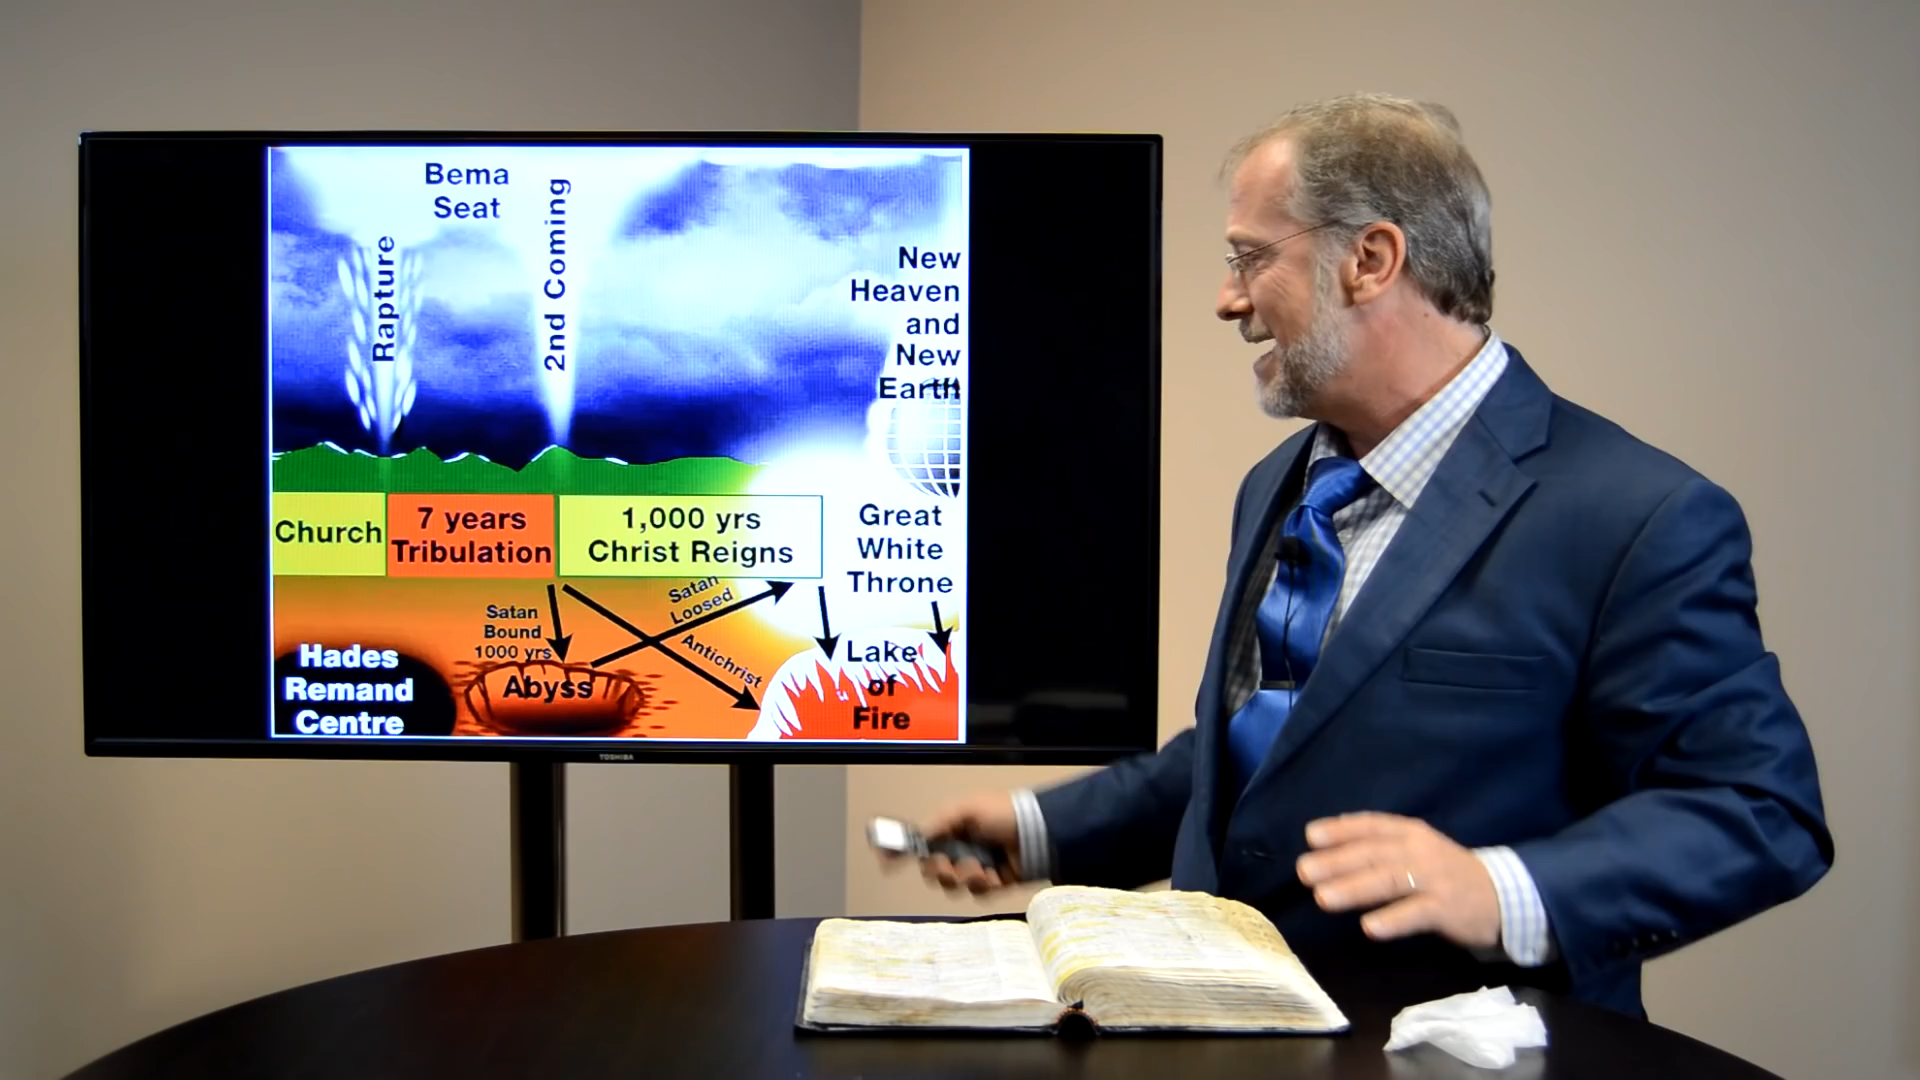 Bema
Seat
Rapture
2nd Coming
New
Heaven
and
New
Earth
Church
7 years
Tribulation
1,000 yrs
Christ Reigns
Great
White
Throne
Satan
Bound
1000 yrs
Satan
Loosed
Antichrist
Hades
Remand
Centre
Abyss
Lake
of
Fire
TOSHIBA